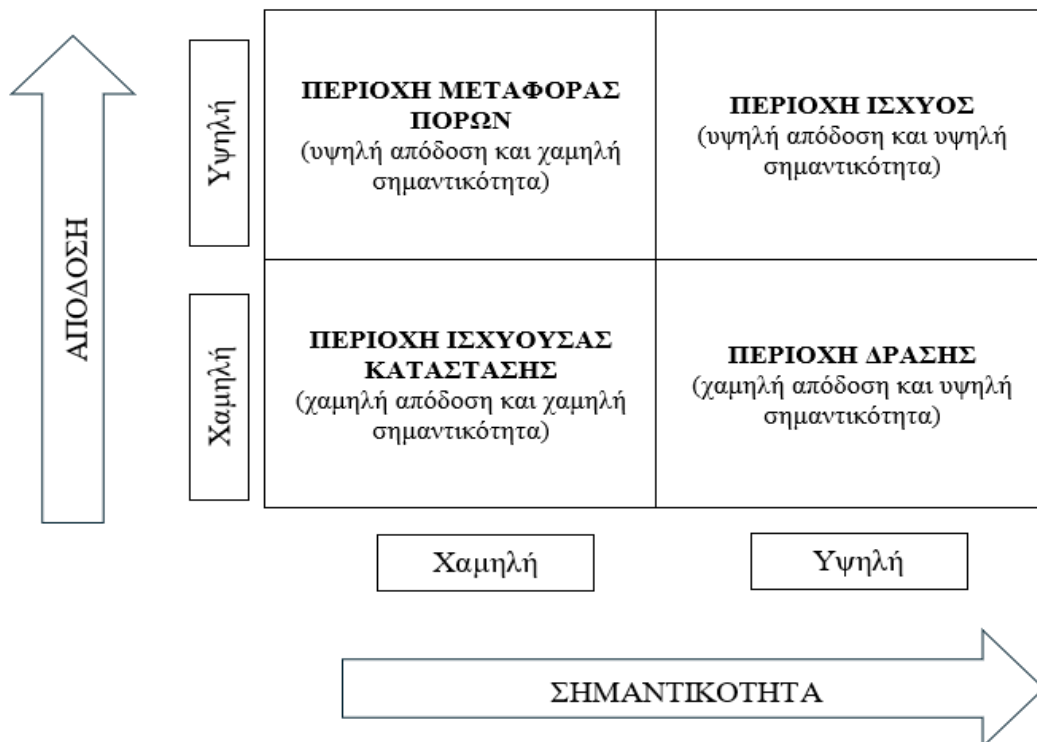 ΑΠΟΔΟΣΗ
Υψηλή
ΠΕΡΙΟΧΗ ΜΕΤΑΦΟΡΑΣ
ΠΟΡΩΝ
(υψηλή απόδοση και χαμηλή
σημαντικότητα)
ΠΕΡΙΟΧΗ ΙΣΧΥΟΣ
(υψηλή απόδοση και υψηλή
σημαντικότητα)
Χαμηλή
ΠΕΡΙΟΧΗ ΙΣΧΥΟΥΣΑΣ
ΚΑΤΑΣΤΑΣΗΣ
(χαμηλή απόδοση και χαμηλή
σημαντικότητα)
ΠΕΡΙΟΧΗ ΔΡΑΣΗΣ
(χαμηλή απόδοση και υψηλή
σημαντικότητα)
Χαμηλή
Υψηλή
ΣΗΜΑΝΤΙΚΟΤΗΤΑ